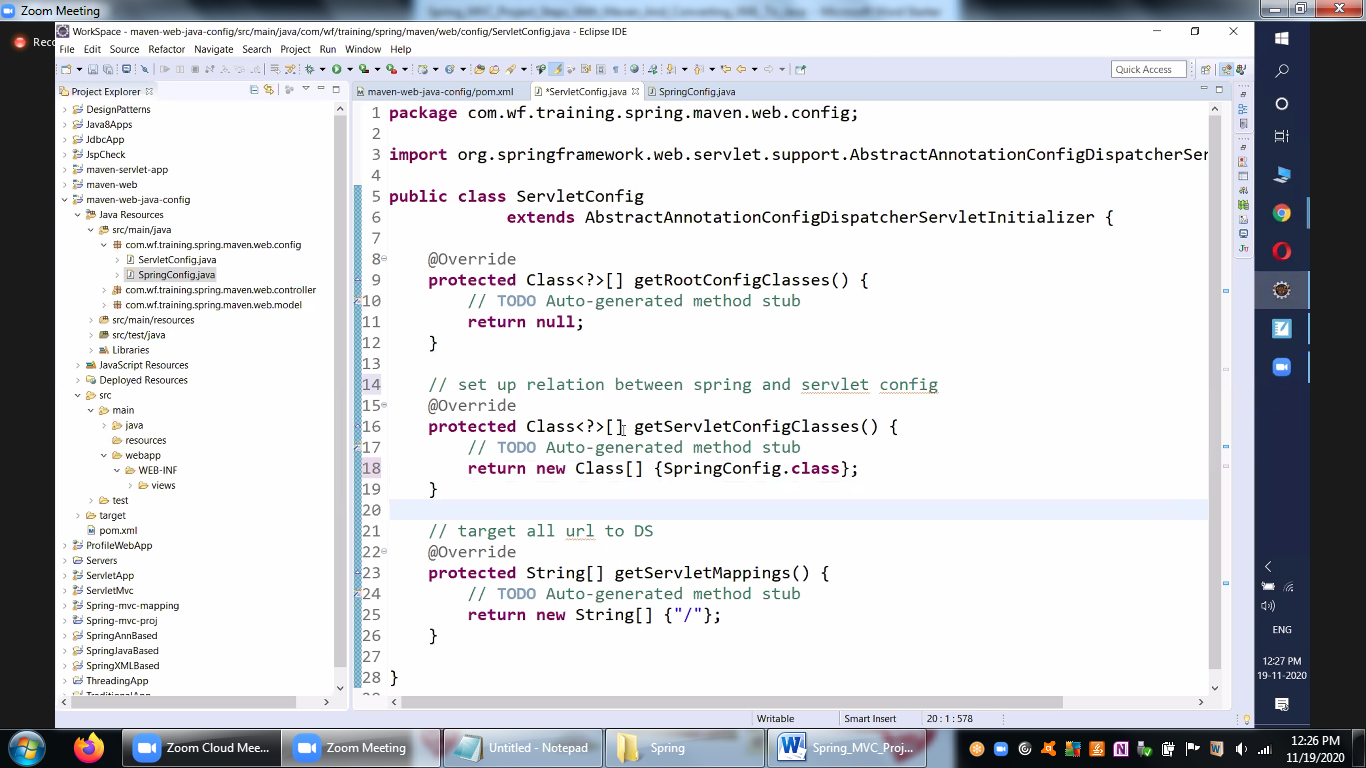 Zoom Meeting
Reco
WorkSpace - maven-web-java-config/src/main/java/com/wf/training/spring/maven/web/config/ServletConfig.java - Eclipse IDE
File Edit Source Refactor Navigate Search Project Run Window Help
Quick Access
Project Explorer
maven-web-java-config/pom.xml
*ServletConfig.java
SpringConfig.java
DesignPatterns
Java8Apps
JdbcApp
JspCheck
maven-servlet-app
maven-web
maven-web-java-config
Java Resources
src/main/java
com.wf.training.spring.maven.web.config
ServletConfig.java
SpringConfig.java
com.wf.training.spring.maven.web.controller
com.wf.training.spring.maven.web.model
src/main/resources
src/test/java
Libraries
JavaScript Resources
Deployed Resources
src
main
java
resources
webapp
WEB-INF
views
test
target
pom.xml
ProfileWebApp
Servers
ServletApp
ServletMvc
Spring-mvc-mapping
Spring-mvc-proj
SpringAnnBased
SpringJavaBased
SpringXMLBased
ThreadingApp
1 package com.wf.training.spring.maven.web.config;
2
3 import org.springframework.web.servlet.support.AbstractAnnotationConfigDispatcherSer
4
5 public class ServletConfig
6 extends AbstractAnnotationConfigDispatcherServletInitializer {
7
8 @Override
9 protected Class<?>[] getRootConfigClasses() {
10 // TODO Auto-generated method stub
11 return null;
12 }
13
14 // set up relation between spring and servlet config
15 @Override
16 protected Class<?>[] getServletConfigClasses() {
17 // TODO Auto-generated method stub
18 return new Class[] {SpringConfig.class};
19 }
20
21 // target all url to DS
22 @Override
23 protected String[] getServletMappings() {
24 // TODO Auto-generated method stub
25 return new String[] {"/"};
26 }
27
28 }
Writable
Smart Insert
20 : 1 : 578
ENG
12:27 PM
19-11-2020
Zoom Cloud Mee...
Zoom Meeting
Untitled - Notepad
Spring
Spring_MVC_Proj...
12:26 PM
11/19/2020